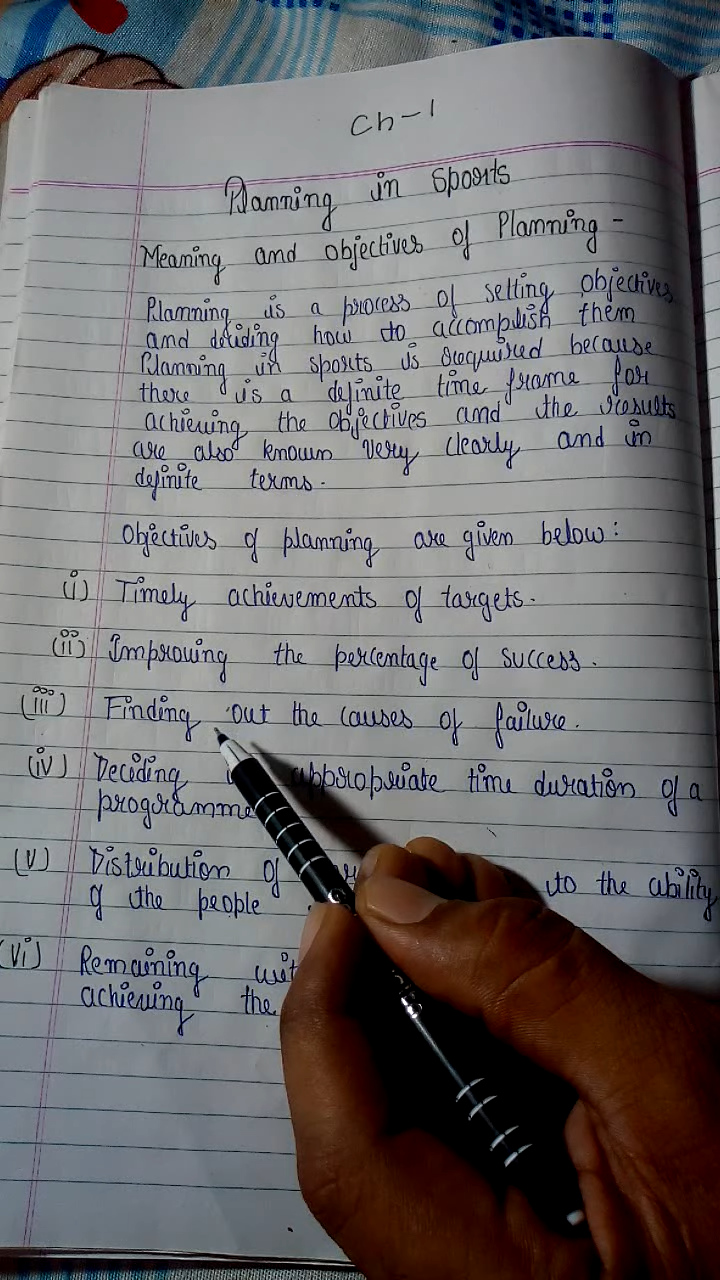 Ch-1
Planning in sports
Meaning and objectives of Planning -
Planning is a process of setting objectives
and deciding how to accomplish them
Planning in sports is required because
there is a definite time frame for
achieving the objectives and the results
are also known very clearly and in
definite terms.
Objectives of planning are given below:
(i) Timely achievements of targets.
(ii) Improving the percentage of success.
(iii) Finding out the causes of failure.
(iv) Deciding appropriate time duration of a
programme
(v) Distribution of to the ability
of the people
(vi) Remaining
achieving the